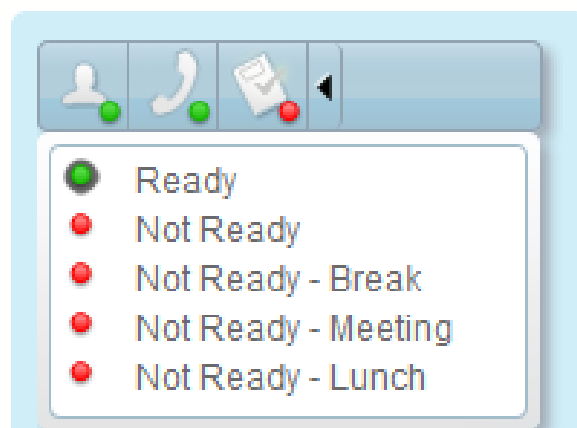 Ready
Not Ready
Not Ready - Break
Not Ready - Meeting
Not Ready - Lunch